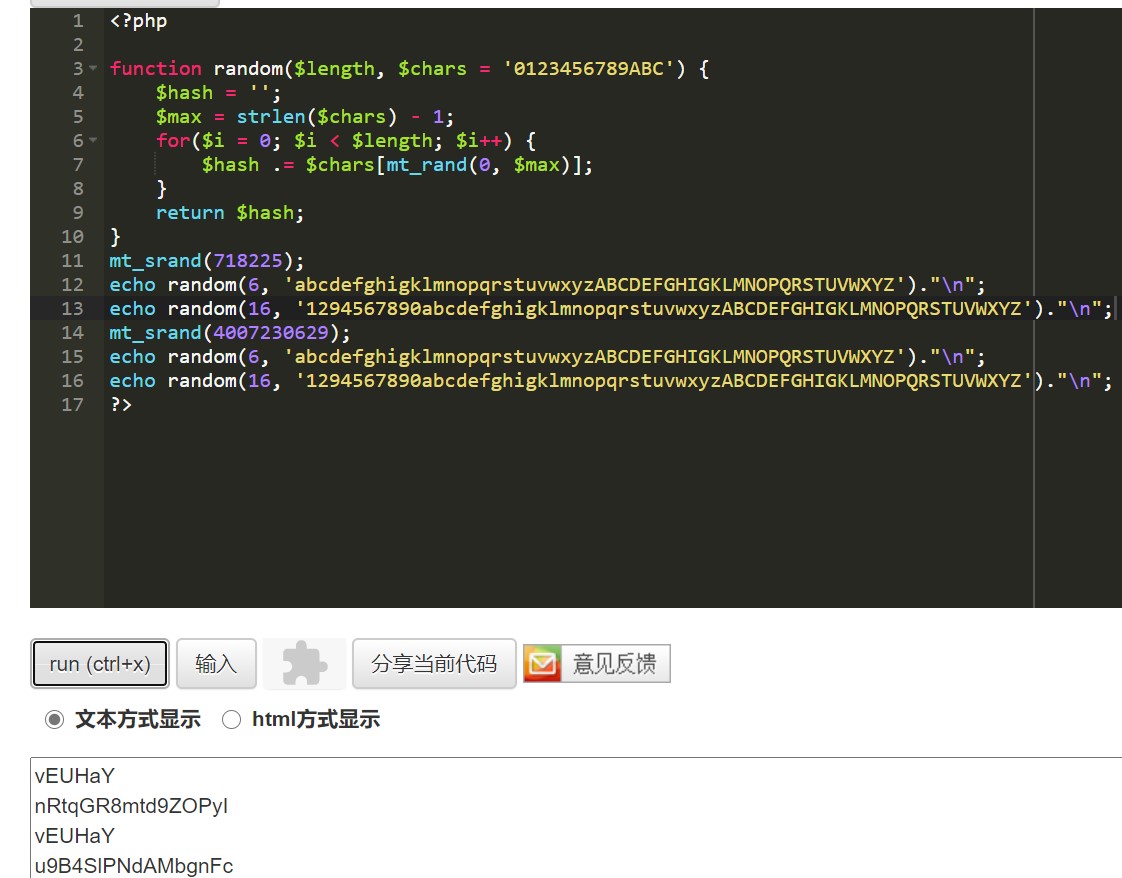 1 <?php
2
3 function random($length, $chars = '0123456789ABC') {
4 $hash = '';
5 $max = strlen($chars) - 1;
6 for($i = 0; $i < $length; $i++) {
7 $hash .= $chars[mt_rand(0, $max)];
8 }
9 return $hash;
10 }
11 mt_srand(718225);
12 echo random(6, 'abcdefghigklmnopqrstuvwxyzABCDEFGHIGKLMNOPQRSTUVWXYZ')."\n";
13 echo random(16, '1294567890abcdefghigklmnopqrstuvwxyzABCDEFGHIGKLMNOPQRSTUVWXYZ')."\n";
14 mt_srand(4007230629);
15 echo random(6, 'abcdefghigklmnopqrstuvwxyzABCDEFGHIGKLMNOPQRSTUVWXYZ')."\n";
16 echo random(16, '1294567890abcdefghigklmnopqrstuvwxyzABCDEFGHIGKLMNOPQRSTUVWXYZ')."\n";
17 ?>
run (ctrl+x) 输入 分享当前代码 意见反馈
文本方式显示 html方式显示
vEUHaY
nRtqGR8mtd9ZOPyI
vEUHaY
u9B4SIPNdAMbgnFc